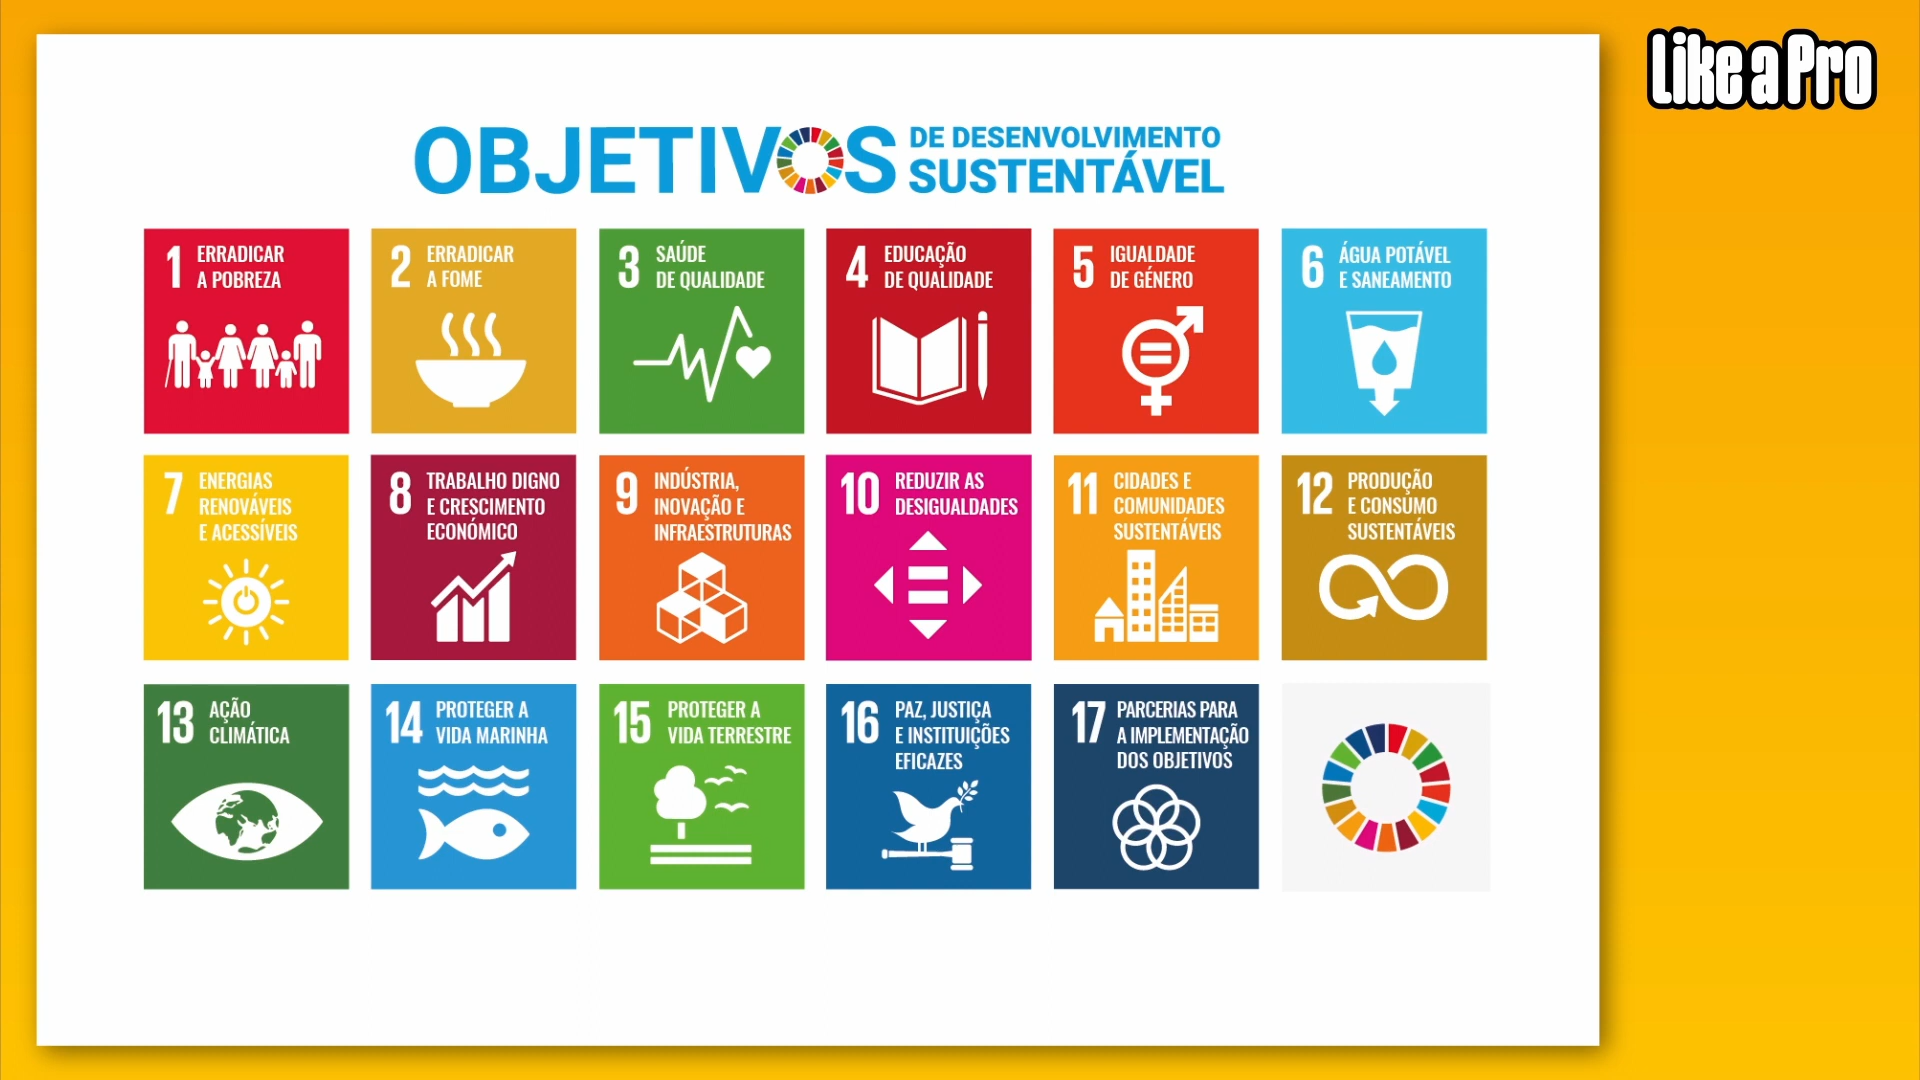 Like a Pro
OBJETIVOS
DE DESENVOLVIMENTO
SUSTENTÁVEL
1 ERRADICAR
A POBREZA
2 ERRADICAR
A FOME
3 SAÚDE
DE QUALIDADE
4 EDUCAÇÃO
DE QUALIDADE
5 IGUALDADE
DE GÉNERO
6 ÁGUA POTÁVEL
E SANEAMENTO
7 ENERGIAS
RENOVÁVEIS
E ACESSÍVEIS
8 TRABALHO DIGNO
E CRESCIMENTO
ECONÓMICO
9 INDÚSTRIA,
INOVAÇÃO E
INFRAESTRUTURAS
10 REDUZIR AS
DESIGUALDADES
11 CIDADES E
COMUNIDADES
SUSTENTÁVEIS
12 PRODUÇÃO
E CONSUMO
SUSTENTÁVEIS
13 AÇÃO
CLIMÁTICA
14 PROTEGER A
VIDA MARINHA
15 PROTEGER A
VIDA TERRESTRE
16 PAZ, JUSTIÇA
E INSTITUIÇÕES
EFICAZES
17 PARCERIAS PARA
A IMPLEMENTAÇÃO
DOS OBJETIVOS